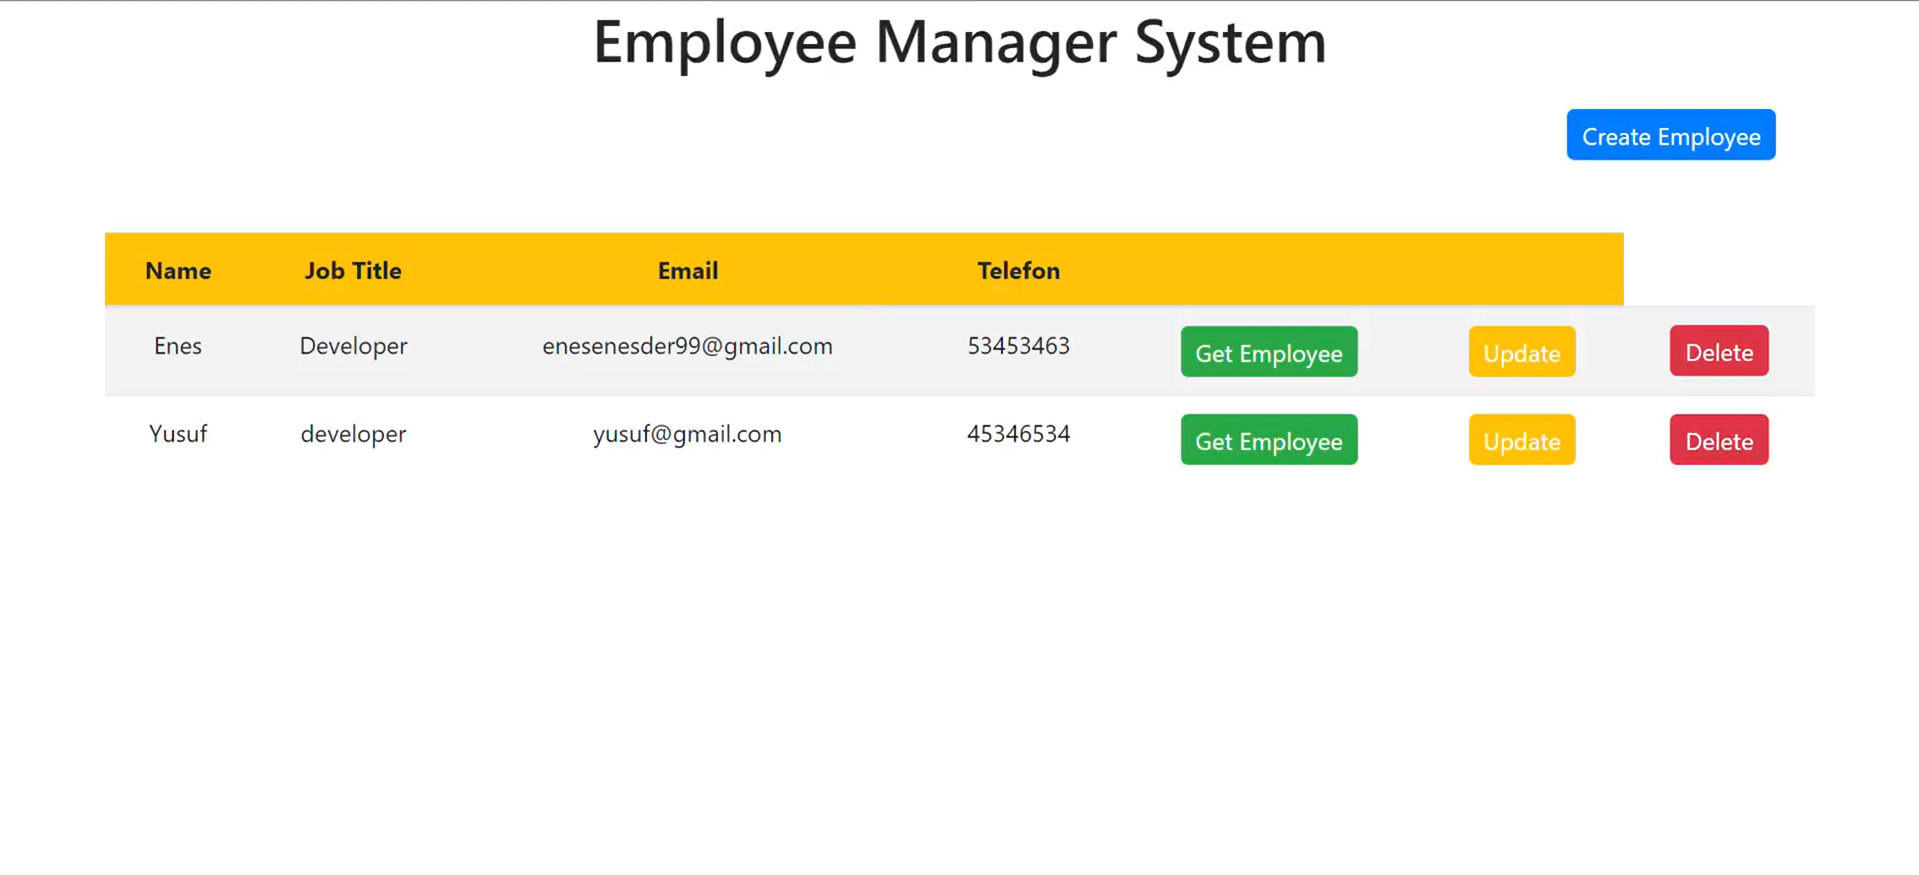 Employee Manager System
Create Employee
Name Job Title Email Telefon
Enes Developer enesenesder99@gmail.com 53453463 Get Employee Update Delete
Yusuf developer yusuf@gmail.com 45346534 Get Employee Update Delete